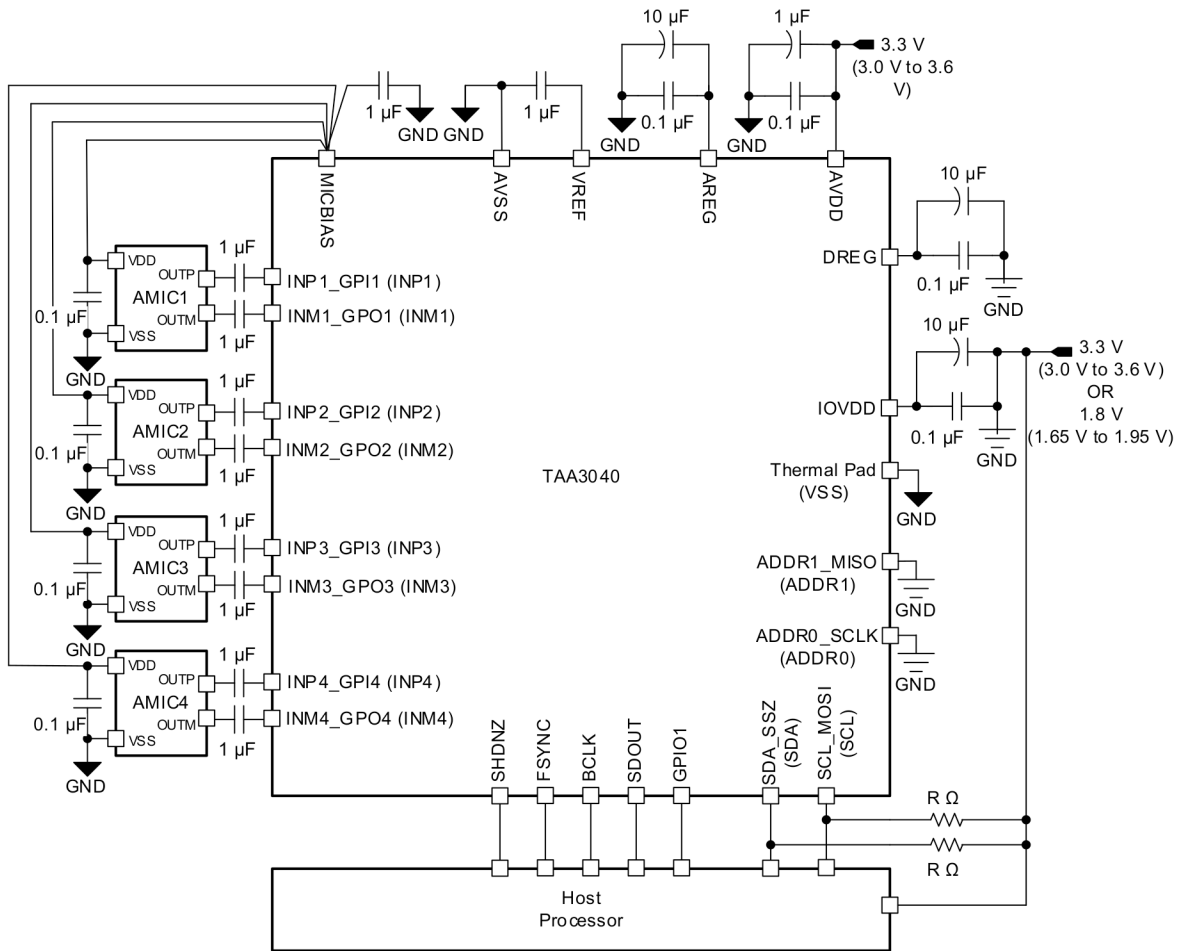 10 µF
1 µF
3.3 V
(3.0 V to 3.6
V)
1 µF
GND
GND
1 µF
GND
0.1 µF
GND
0.1 µF
MICBIAS
AVSS
VREF
AREG
AVDD
10 µF
DREG
0.1 µF
GND
1 µF
VDD
OUTP
AMIC1
OUTM
VSS
0.1 µF
1 µF
GND
INP1_GPI1 (INP1)
INM1_GPO1 (INM1)
10 µF
3.3 V
(3.0 V to 3.6 V)
OR
1.8 V
(1.65 V to 1.95 V)
IOVDD
0.1 µF
GND
1 µF
VDD
OUTP
AMIC2
OUTM
VSS
0.1 µF
1 µF
GND
INP2_GPI2 (INP2)
INM2_GPO2 (INM2)
TAA3040
Thermal Pad
(VSS)
GND
1 µF
VDD
OUTP
AMIC3
OUTM
VSS
0.1 µF
1 µF
GND
INP3_GPI3 (INP3)
INM3_GPO3 (INM3)
ADDR1_MISO
(ADDR1)
GND
ADDR0_SCLK
(ADDR0)
GND
1 µF
VDD
OUTP
AMIC4
OUTM
VSS
0.1 µF
1 µF
GND
INP4_GPI4 (INP4)
INM4_GPO4 (INM4)
SHDNZ
FSYNC
BCLK
SDOUT
GPIO1
SDA_SSZ
(SDA)
SCL_MOSI
(SCL)
R Ω
R Ω
Host
Processor